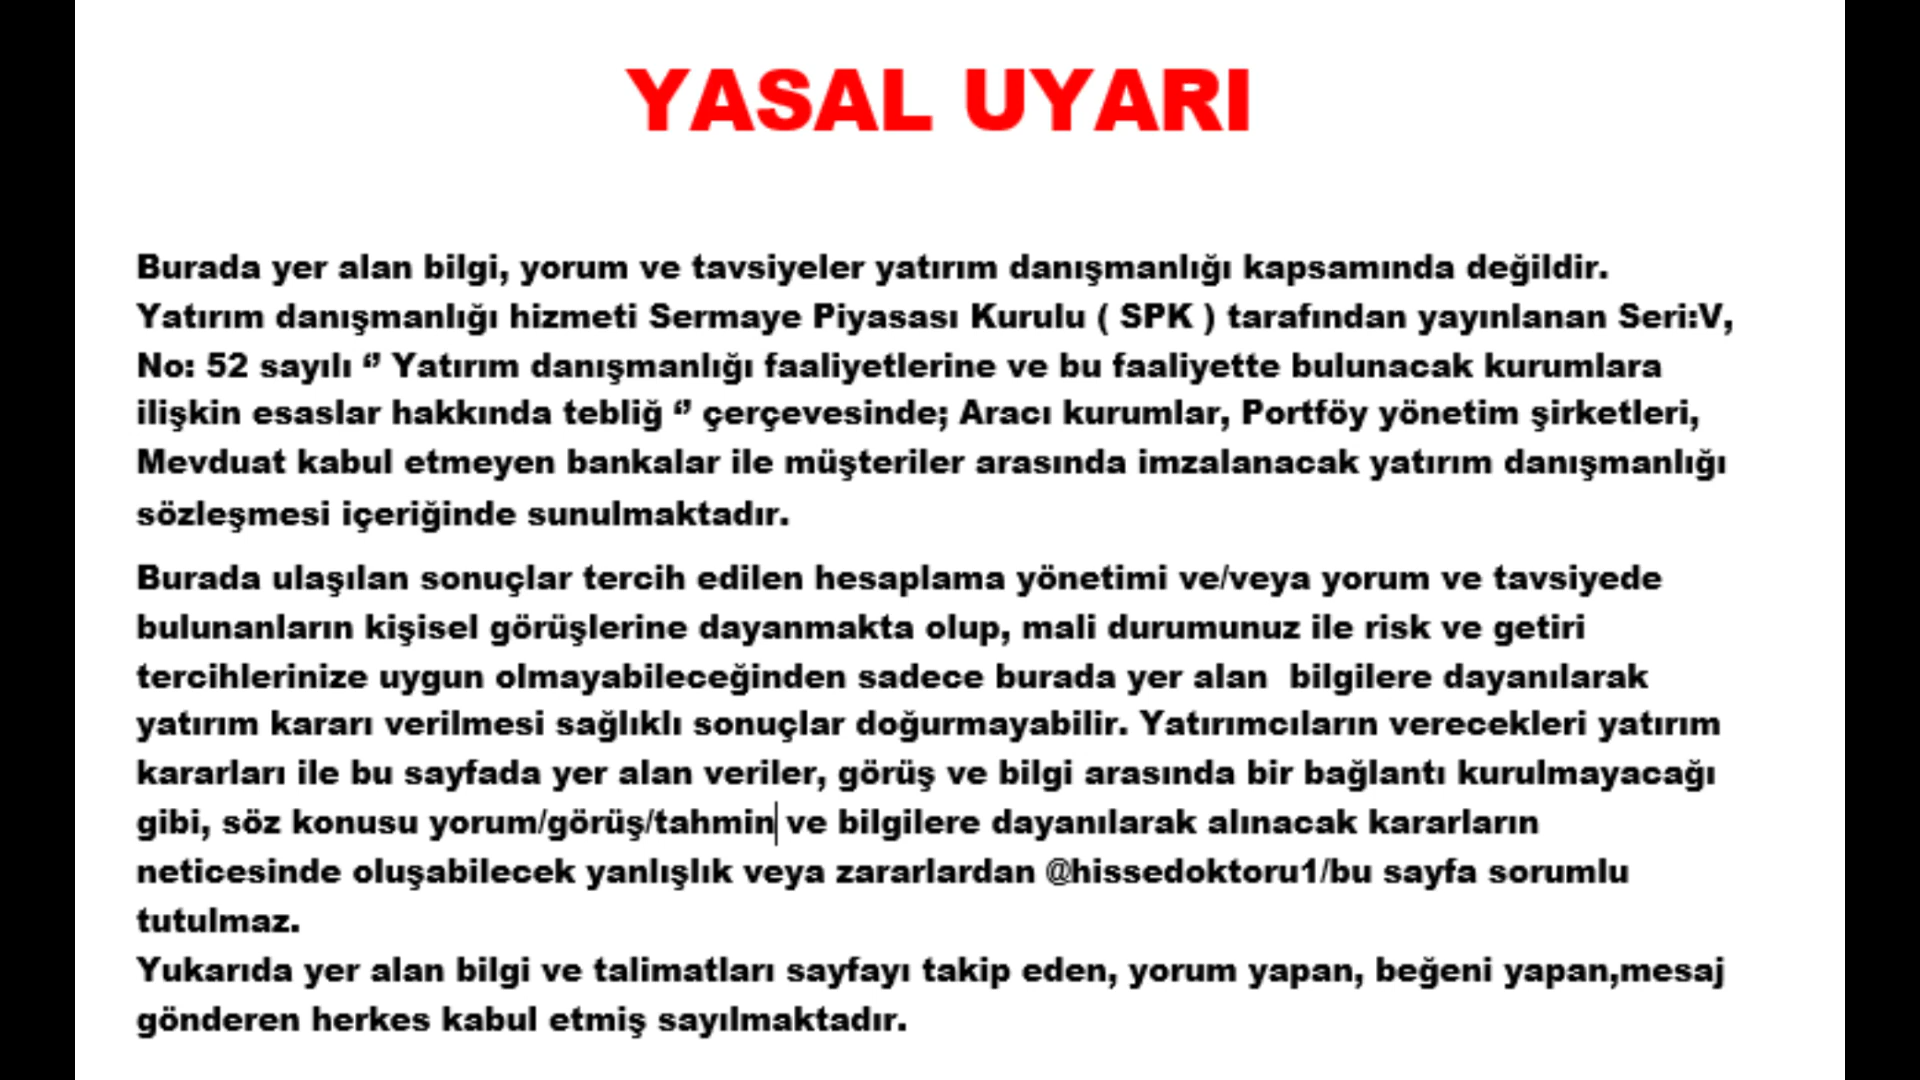 YASAL UYARI
Burada yer alan bilgi, yorum ve tavsiyeler yatırım danışmanlığı kapsamında değildir.
Yatırım danışmanlığı hizmeti Sermaye Piyasası Kurulu ( SPK ) tarafından yayınlanan Seri:V,
No: 52 sayılı “ Yatırım danışmanlığı faaliyetlerine ve bu faaliyette bulunacak kurumlara
ilişkin esaslar hakkında tebliğ “ çerçevesinde; Aracı kurumlar, Portföy yönetim şirketleri,
Mevduat kabul etmeyen bankalar ile müşteriler arasında imzalanacak yatırım danışmanlığı
sözleşmesi içeriğinde sunulmaktadır.
Burada ulaşılan sonuçlar tercih edilen hesaplama yönetimi ve/veya yorum ve tavsiyede
bulunanların kişisel görüşlerine dayanmakta olup, mali durumunuz ile risk ve getiri
tercihlerinize uygun olmayabileceğinden sadece burada yer alan  bilgilere dayanılarak
yatırım kararı verilmesi sağlıklı sonuçlar doğurmayabilir. Yatırımcıların verecekleri yatırım
kararları ile bu sayfada yer alan veriler, görüş ve bilgi arasında bir bağlantı kurulmayacağı
gibi, söz konusu yorum/görüş/tahmin ve bilgilere dayanılarak alınacak kararların
neticesinde oluşabilecek yanlışlık veya zararlardan @hissedoktoru1/bu sayfa sorumlu
tutulmaz.
Yukarıda yer alan bilgi ve talimatları sayfayı takip eden, yorum yapan, beğeni yapan,mesaj
gönderen herkes kabul etmiş sayılmaktadır.